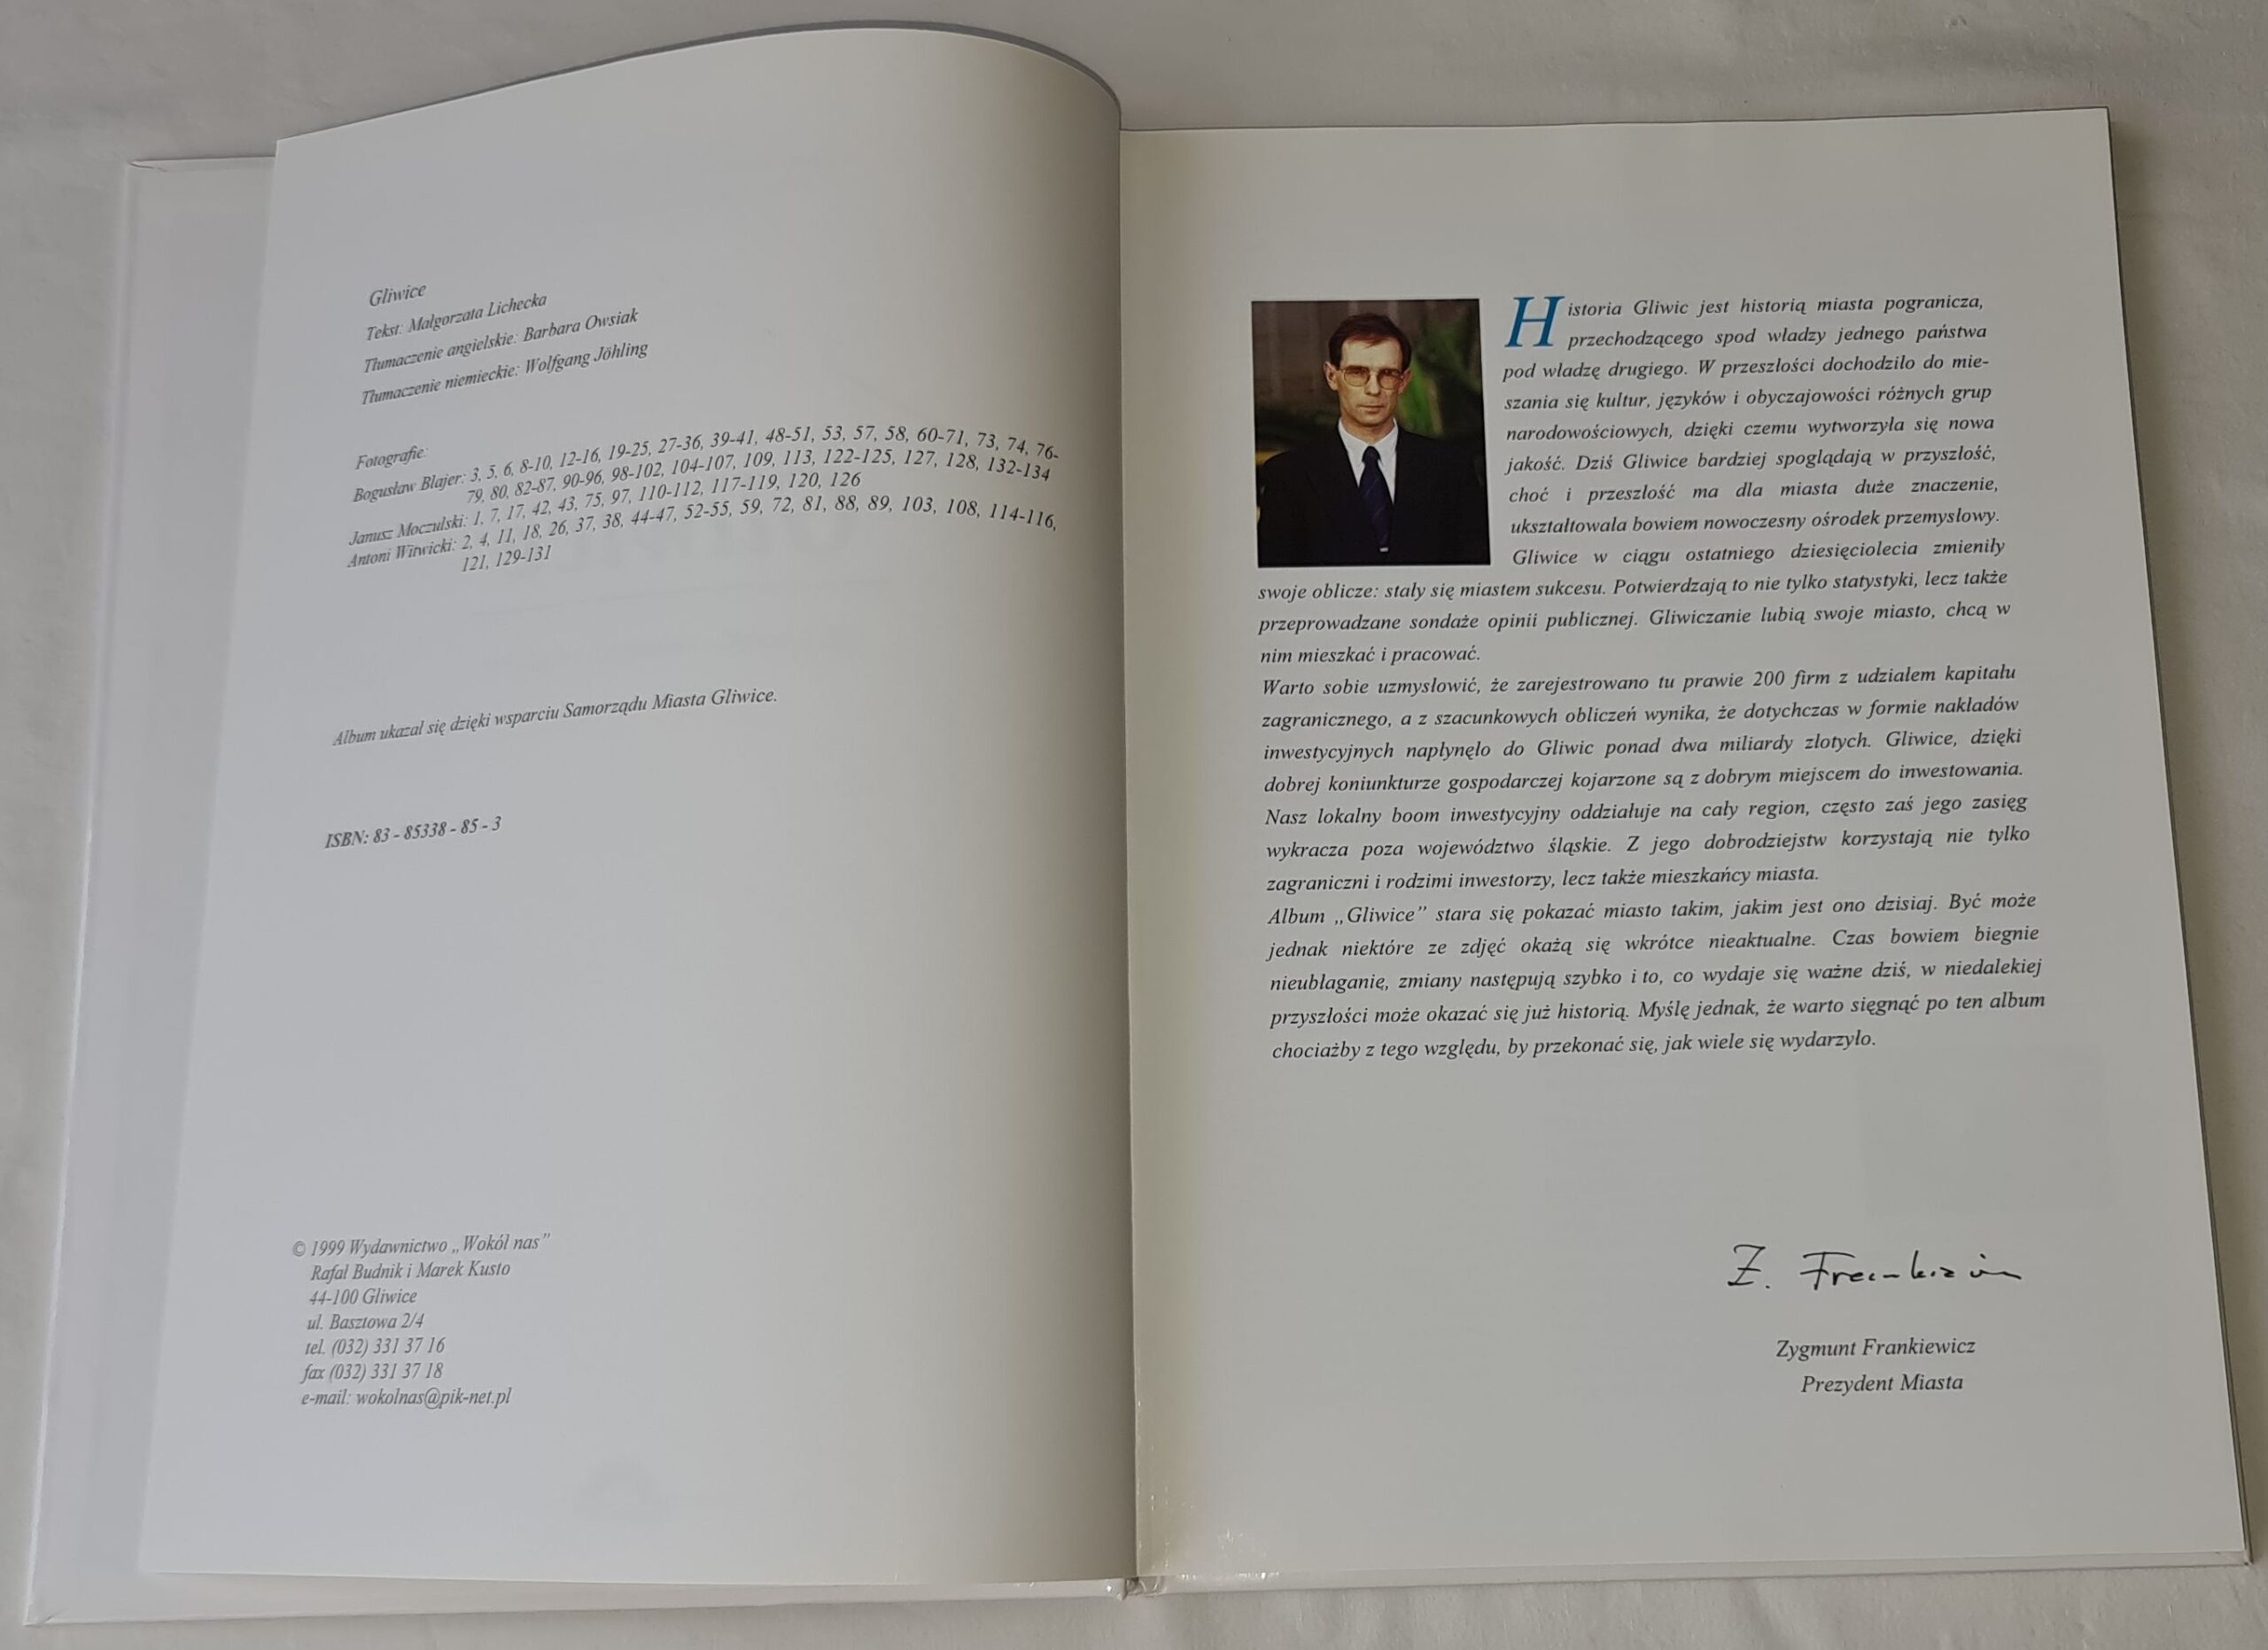 Gliwice
Tekst: Małgorzata Lichecka
Tłumaczenie angielskie: Barbara Owsiak
Tłumaczenie niemieckie: Wolfgang Jöhling
Fotografie:
Bogusław Blajer: 3, 5, 6, 8-10, 12-16, 19-25, 27-36, 39-41, 48-51, 53, 57, 58, 60-71, 73, 74, 76-
79, 80, 82-87, 90-96, 98-102, 104-107, 109, 113, 122-125, 127, 128, 132-134
Janusz Moczulski: 1, 7, 17, 42, 43, 75, 97, 110-112, 117-119, 120, 126
Antoni Witwicki: 2, 4, 11, 18, 26, 37, 38, 44-47, 52-55, 59, 72, 81, 88, 89, 103, 108, 114-116,
121, 129-131
Album ukazał się dzięki wsparciu Samorządu Miasta Gliwice.
ISBN: 83 - 85338 - 85 - 3
© 1999 Wydawnictwo „Wokół nas”
Rafał Budnik i Marek Kusto
44-100 Gliwice
ul. Basztowa 2/4
tel. (032) 331 37 16
fax (032) 331 37 18
e-mail: wokolnas@pik-net.pl
Historia Gliwic jest historią miasta pogranicza,
przechodzącego spod władzy jednego państwa
pod władzę drugiego. W przeszłości dochodziło do mie-
szania się kultur, języków i obyczajowości różnych grup
narodowościowych, dzięki czemu wytworzyła się nowa
jakość. Dziś Gliwice bardziej spoglądają w przyszłość,
choć i przeszłość ma dla miasta duże znaczenie,
ukształtowała bowiem nowoczesny ośrodek przemysłowy.
Gliwice w ciągu ostatniego dziesięciolecia zmieniły
swoje oblicze: stały się miastem sukcesu. Potwierdzają to nie tylko statystyki, lecz także
przeprowadzane sondaże opinii publicznej. Gliwiczanie lubią swoje miasto, chcą w
nim mieszkać i pracować.
Warto sobie uzmysłowić, że zarejestrowano tu prawie 200 firm z udziałem kapitału
zagranicznego, a z szacunkowych obliczeń wynika, że dotychczas w formie nakładów
inwestycyjnych napłynęło do Gliwic ponad dwa miliardy złotych. Gliwice, dzięki
dobrej koniunkturze gospodarczej kojarzone są z dobrym miejscem do inwestowania.
Nasz lokalny boom inwestycyjny oddziałuje na cały region, często zaś jego zasięg
wykracza poza województwo śląskie. Z jego dobrodziejstw korzystają nie tylko
zagraniczni i rodzimi inwestorzy, lecz także mieszkańcy miasta.
Album „Gliwice” stara się pokazać miasto takim, jakim jest ono dzisiaj. Być może
jednak niektóre ze zdjęć okażą się wkrótce nieaktualne. Czas bowiem biegnie
nieubłaganie, zmiany następują szybko i to, co wydaje się ważne dziś, w niedalekiej
przyszłości może okazać się już historią. Myślę jednak, że warto sięgnąć po ten album
chociażby z tego względu, by przekonać się, jak wiele się wydarzyło.
Z. Frankiewicz
Zygmunt Frankiewicz
Prezydent Miasta